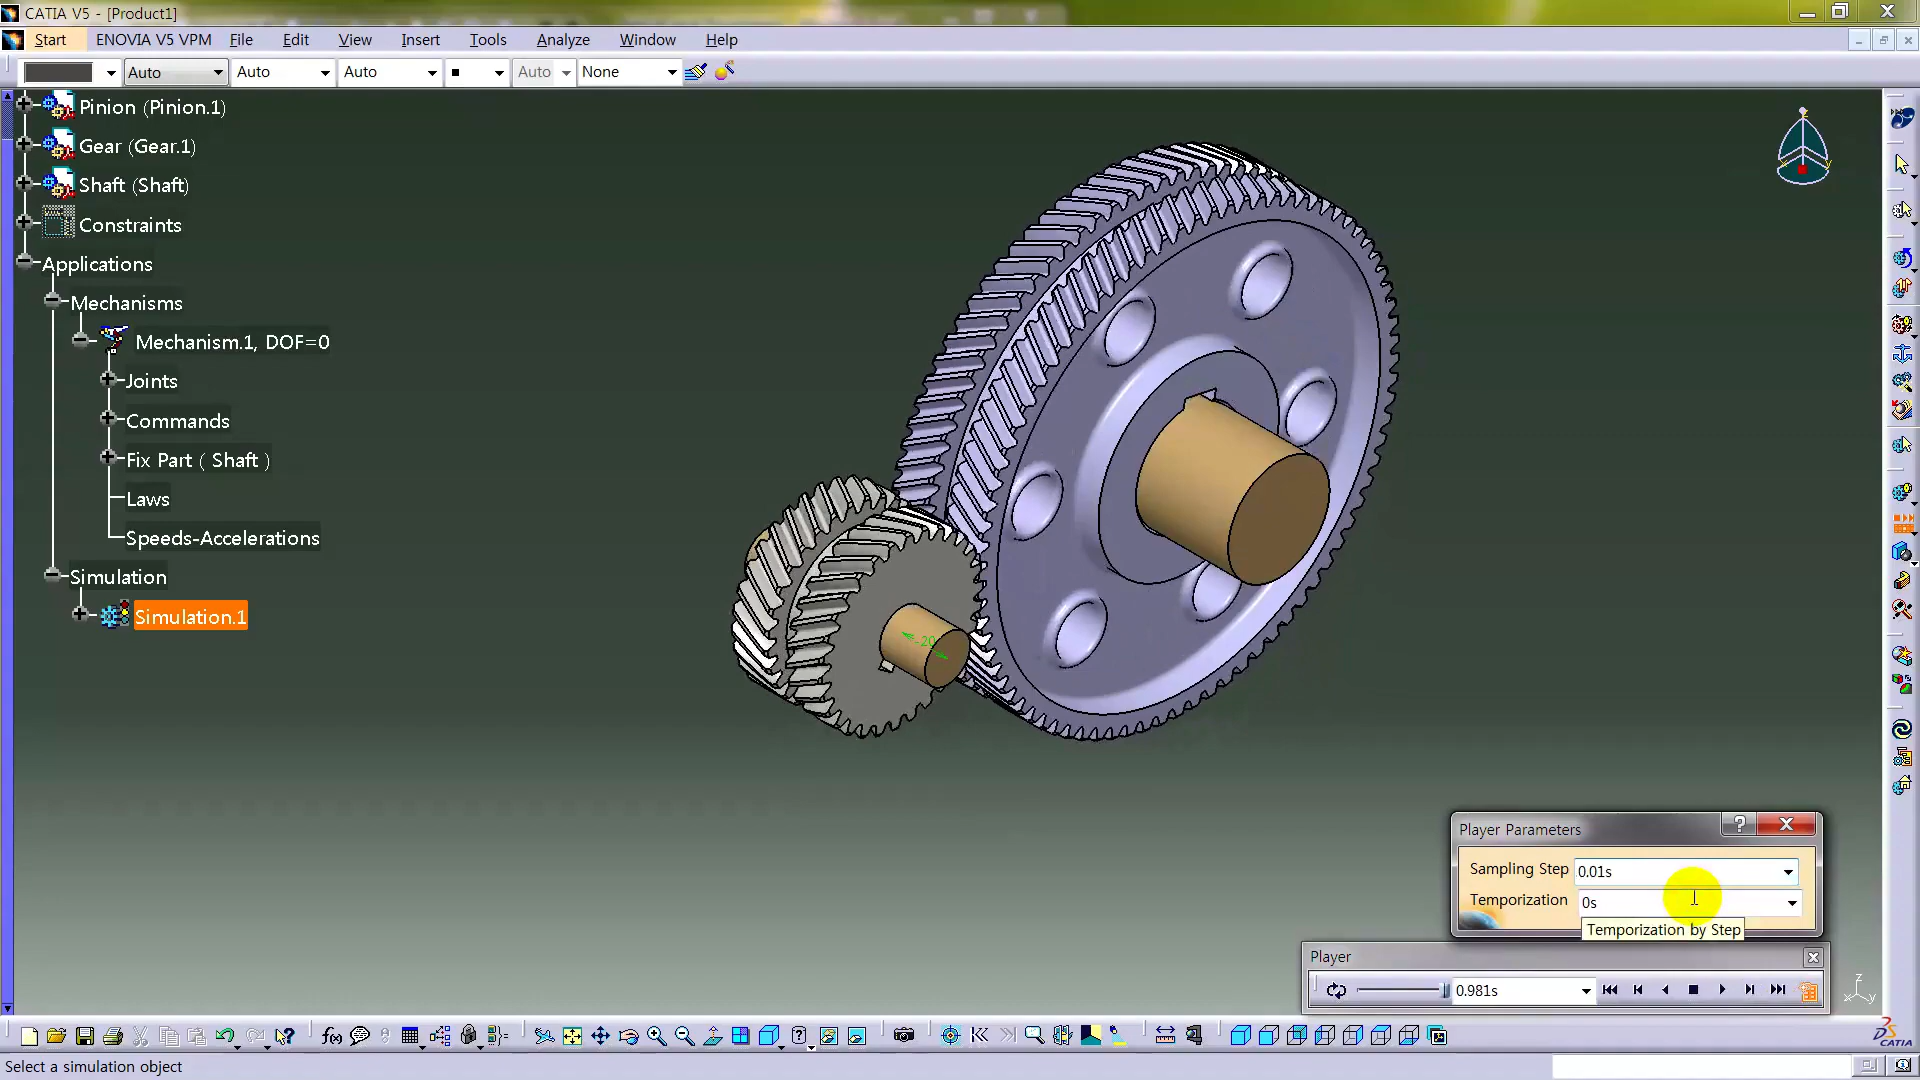 CATIA V5 - [Product1]
Start ENOVIA V5 VPM File Edit View Insert Tools Analyze Window Help
Auto Auto Auto Auto None
Pinion (Pinion.1)
Gear (Gear.1)
Shaft (Shaft)
Constraints
Applications
Mechanisms
Mechanism.1, DOF=0
Joints
Commands
Fix Part ( Shaft )
Laws
Speeds-Accelerations
Simulation
Simulation.1
Player Parameters
Sampling Step 0.01s
Temporization 0s
Temporization by Step
Player
0.981s
Select a simulation object
CATIA